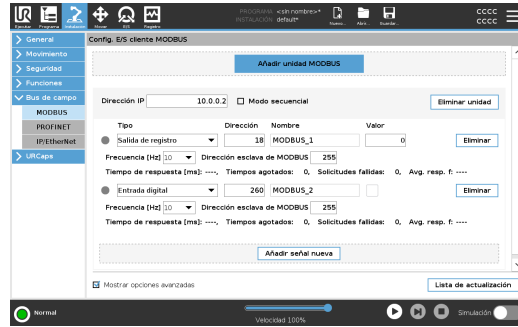 PROGRAMA <sin nombres>*
INSTALACIÓN default*
CCCC
CCCC
Ejecutar Programa Instalación Mover E/S Registro Nuevo... Abrir... Guardar...
General
Config. E/S cliente MODBUS
Movimiento
Seguridad
Funciones
Bus de campo
MODBUS
PROFINET
IP/EtherNet
URCaps
Añadir unidad MODBUS
Dirección IP 10.0.0.2 Modo secuencial Eliminar unidad
Tipo Dirección Nombre Valor
Salida de registro 18 MODBUS_1 0 Eliminar
Frecuencia [Hz] 10 Dirección esclava de MODBUS 255
Tiempo de respuesta [ms]: ----, Tiempos agotados: 0, Solicitudes fallidas: 0, Avg. resp. f: ----
Entrada digital 260 MODBUS_2 Eliminar
Frecuencia [Hz] 10 Dirección esclava de MODBUS 255
Tiempo de respuesta [ms]: ----, Tiempos agotados: 0, Solicitudes fallidas: 0, Avg. resp. f: ----
Añadir señal nueva
Mostrar opciones avanzadas Lista de actualización
Normal
Velocidad 100%
Simulación